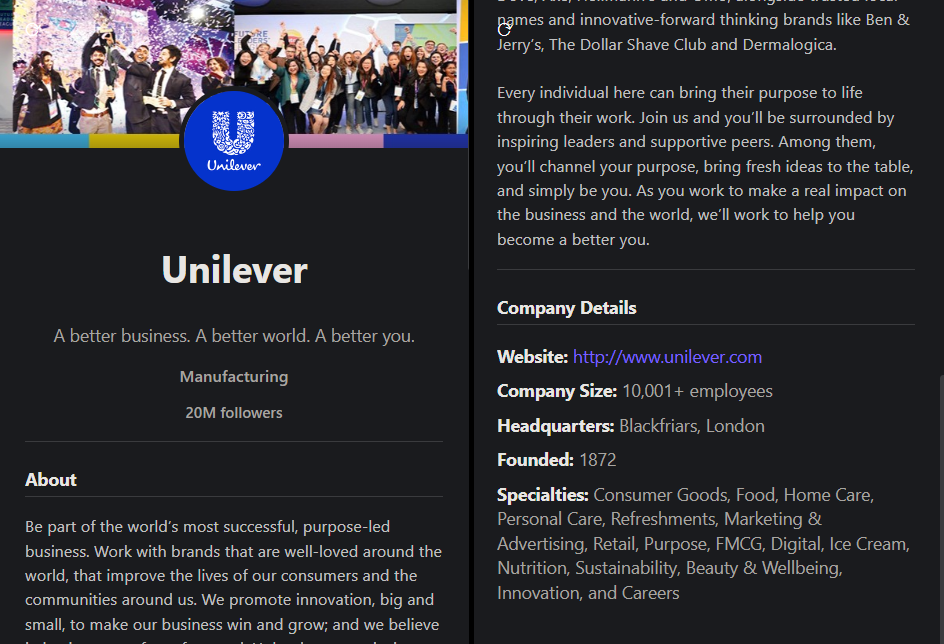 FUTURE
LEADERS
Unilever
Unilever
A better business. A better world. A better you.
Manufacturing
20M followers
About
Be part of the world’s most successful, purpose-led
business. Work with brands that are well-loved around the
world, that improve the lives of our consumers and the
communities around us. We promote innovation, big and
small, to make our business win and grow; and we believe
names and innovative-forward thinking brands like Ben &
Jerry’s, The Dollar Shave Club and Dermalogica.
Every individual here can bring their purpose to life
through their work. Join us and you’ll be surrounded by
inspiring leaders and supportive peers. Among them,
you’ll channel your purpose, bring fresh ideas to the table,
and simply be you. As you work to make a real impact on
the business and the world, we’ll work to help you
become a better you.
Company Details
Website: http://www.unilever.com
Company Size: 10,001+ employees
Headquarters: Blackfriars, London
Founded: 1872
Specialties: Consumer Goods, Food, Home Care,
Personal Care, Refreshments, Marketing &
Advertising, Retail, Purpose, FMCG, Digital, Ice Cream,
Nutrition, Sustainability, Beauty & Wellbeing,
Innovation, and Careers